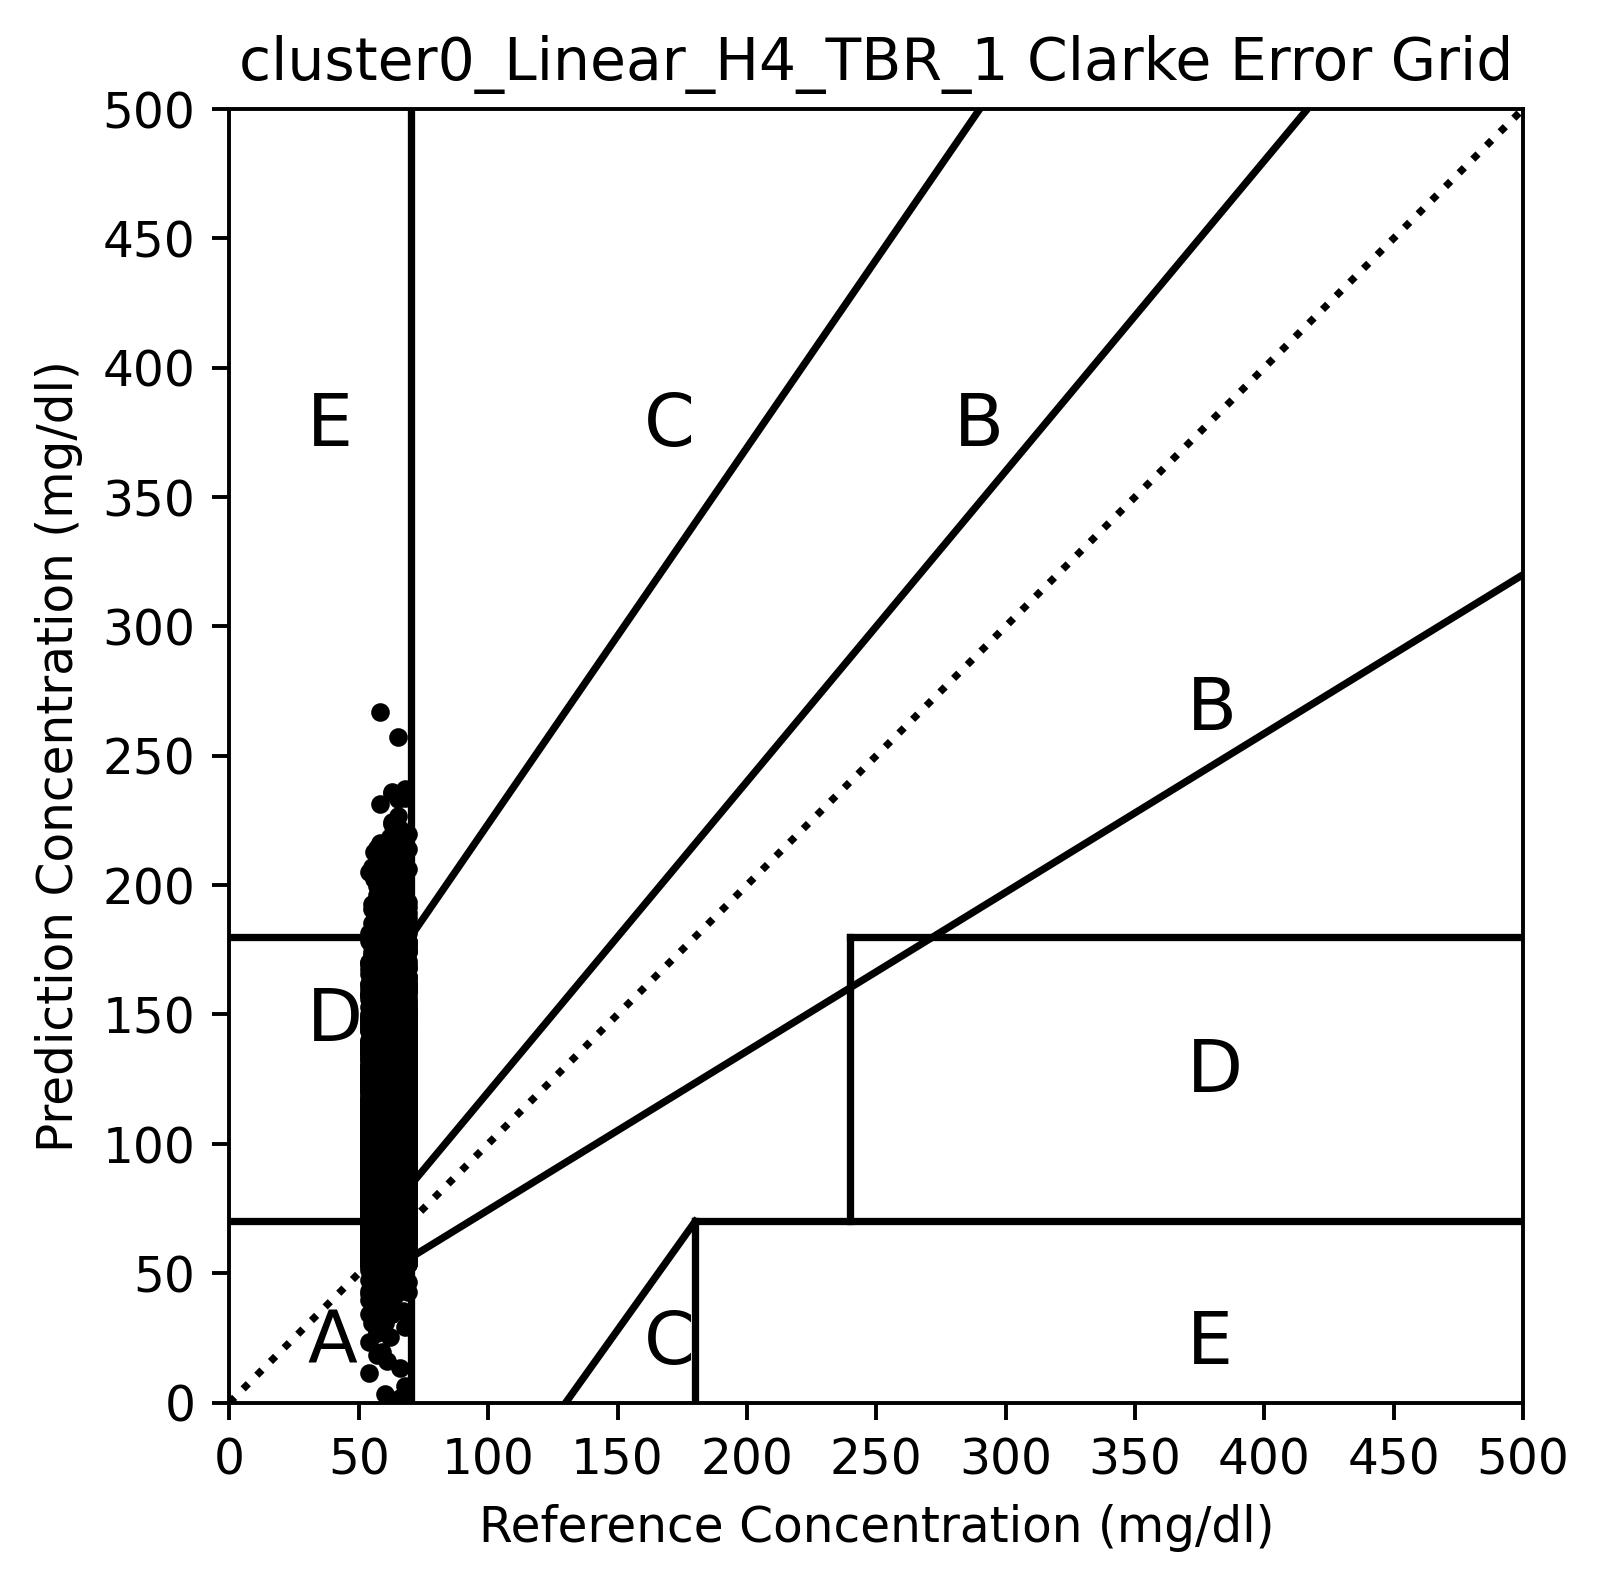 cluster0_Linear_H4_TBR_1 Clarke Error Grid
500
450
400
350
300
250
200
150
100
50
0
Prediction Concentration (mg/dl)
E
C
B
B
D
D
A
C
E
0 50 100 150 200 250 300 350 400 450 500
Reference Concentration (mg/dl)